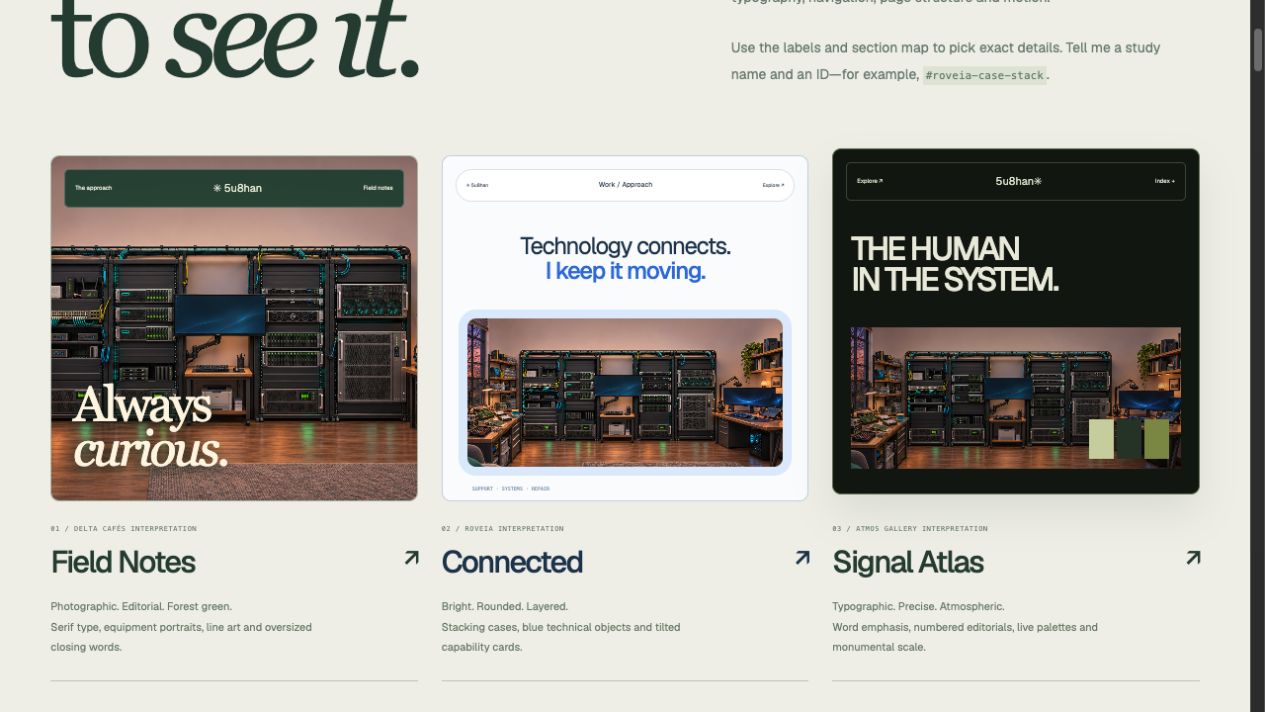 to see it.
typography, navigation, page structure and motion.
Use the labels and section map to pick exact details. Tell me a study
name and an ID—for example, #roveia-case-stack.
The approach
✳ 5u8han
Field notes
Always
curious.
01 / DELTA CAFÉS INTERPRETATION
Field Notes
Photographic. Editorial. Forest green.
Serif type, equipment portraits, line art and oversized
closing words.
✳ 5u8han
Work / Approach
Explore ↗
Technology connects.
I keep it moving.
SUPPORT · SYSTEMS · REPAIR
02 / ROVEIA INTERPRETATION
Connected
Bright. Rounded. Layered.
Stacking cases, blue technical objects and tilted
capability cards.
Explore ↗
5u8han✳
Index +
THE HUMAN
IN THE SYSTEM.
03 / ATMOS GALLERY INTERPRETATION
Signal Atlas
Typographic. Precise. Atmospheric.
Word emphasis, numbered editorials, live palettes and
monumental scale.